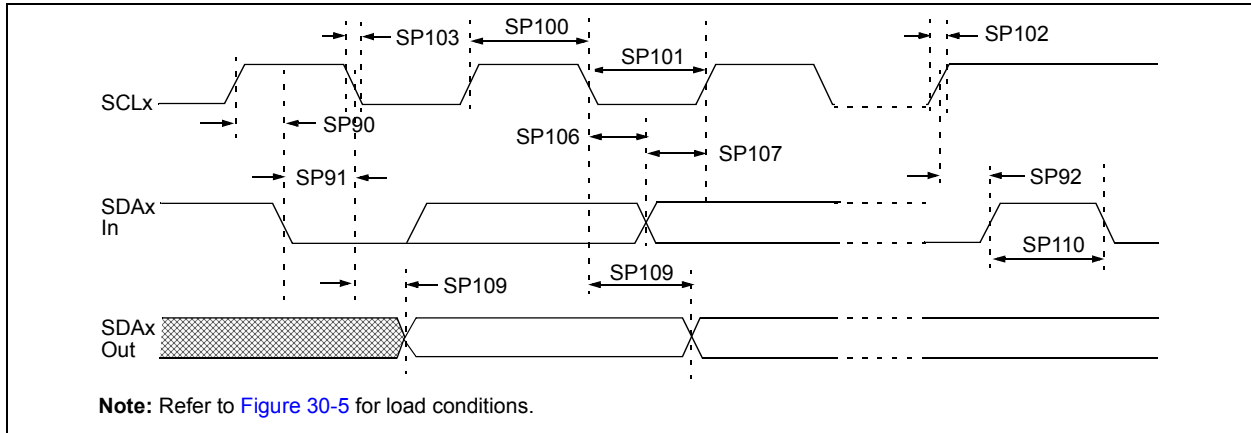 SP103
SP100
SP101
SP102
SCLx
SP90
SP106
SP107
SP91
SP92
SDAx
In
SP110
SP109
SP109
SDAx
Out
Note: Refer to Figure 30-5 for load conditions.